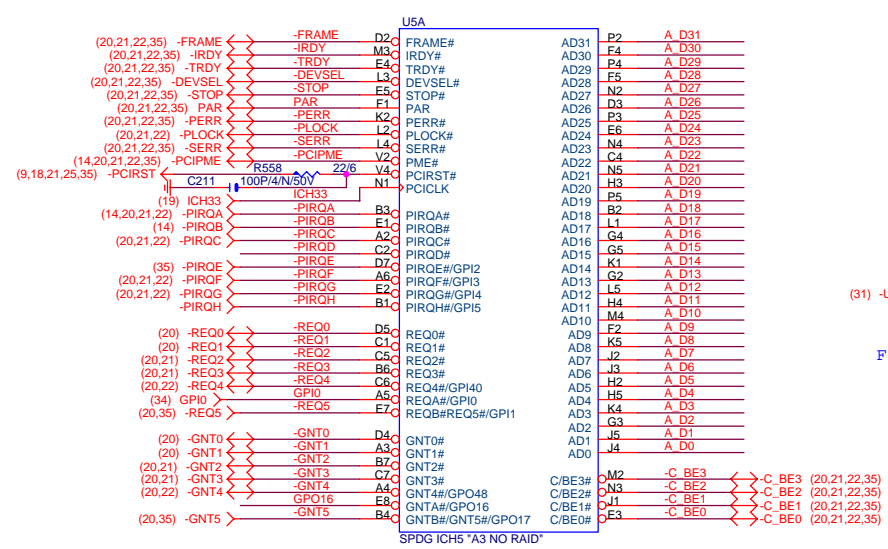 U5A
(20,21,22,35) -FRAME -FRAME D2 FRAME# AD31 P2 A_D31
(20,21,22,35) -IRDY -IRDY M3 IRDY# AD30 F4 A_D30
(20,21,22,35) -TRDY -TRDY E4 TRDY# AD29 P4 A_D29
(20,21,22,35) -DEVSEL -DEVSEL L3 DEVSEL# AD28 F5 A_D28
(20,21,22,35) -STOP -STOP E5 STOP# AD27 N2 A_D27
(20,21,22,35) PAR PAR F1 PAR AD26 D3 A_D26
(20,21,22,35) -PERR -PERR K2 PERR# AD25 P3 A_D25
(20,21,22) -PLOCK -PLOCK L2 PLOCK# AD24 E6 A_D24
(20,21,22,35) -SERR -SERR L4 SERR# AD23 N4 A_D23
(14,20,21,22,35) -PCIPME -PCIPME V2 PME# AD22 C4 A_D22
(9,18,21,25,35) -PCIRST R558 22/6 V4 PCIRST# AD21 N5 A_D21
C211 100P/4/N/50V N1 PCICLK AD20 H3 A_D20
(19) ICH33 ICH33 AD19 P5 A_D19
(14,20,21,22) -PIRQA -PIRQA B3 PIRQA# AD18 B2 A_D18
(14) -PIRQB -PIRQB E1 PIRQB# AD17 L1 A_D17
(20,21,22) -PIRQC -PIRQC A2 PIRQC# AD16 G4 A_D16
-PIRQD C2 PIRQD# AD15 G5 A_D15
(35) -PIRQE -PIRQE D7 PIRQE#/GPI2 AD14 K1 A_D14
(20,21,22) -PIRQF -PIRQF A6 PIRQF#/GPI3 AD13 G2 A_D13
(20,21,22) -PIRQG -PIRQG E2 PIRQG#/GPI4 AD12 L5 A_D12
-PIRQH -PIRQH B1 PIRQH#/GPI5 AD11 H4 A_D11
(31) -U
AD10 M4 A_D10
(20) -REQ0 -REQ0 D5 REQ0# AD9 F2 A_D9
(20) -REQ1 -REQ1 C1 REQ1# AD8 K5 A_D8
F
(20,21) -REQ2 -REQ2 C5 REQ2# AD7 J2 A_D7
(20,21) -REQ3 -REQ3 B6 REQ3# AD6 J3 A_D6
(20,22) -REQ4 -REQ4 C6 REQ4#/GPI40 AD5 H2 A_D5
(34) GPI0 GPI0 A5 REQA#/GPI0 AD4 H5 A_D4
(20,35) -REQ5 -REQ5 E7 REQB#REQ5#/GPI1 AD3 K4 A_D3
AD2 G3 A_D2
(20) -GNT0 -GNT0 D4 GNT0# AD1 J5 A_D1
(20) -GNT1 -GNT1 A3 GNT1# AD0 J4 A_D0
(20,21) -GNT2 -GNT2 B7 GNT2#
(20,21) -GNT3 -GNT3 C7 GNT3# C/BE3# M2 -C_BE3 -C_BE3 (20,21,22,35)
(20,22) -GNT4 -GNT4 A4 GNT4#/GPO48 C/BE2# N3 -C_BE2 -C_BE2 (20,21,22,35)
GPO16 E8 GNTA#/GPO16 C/BE1# J1 -C_BE1 -C_BE1 (20,21,22,35)
(20,35) -GNT5 -GNT5 B4 GNTB#/GNT5#/GPO17 C/BE0# E3 -C_BE0 -C_BE0 (20,21,22,35)
SPDG ICH5 "A3 NO RAID"